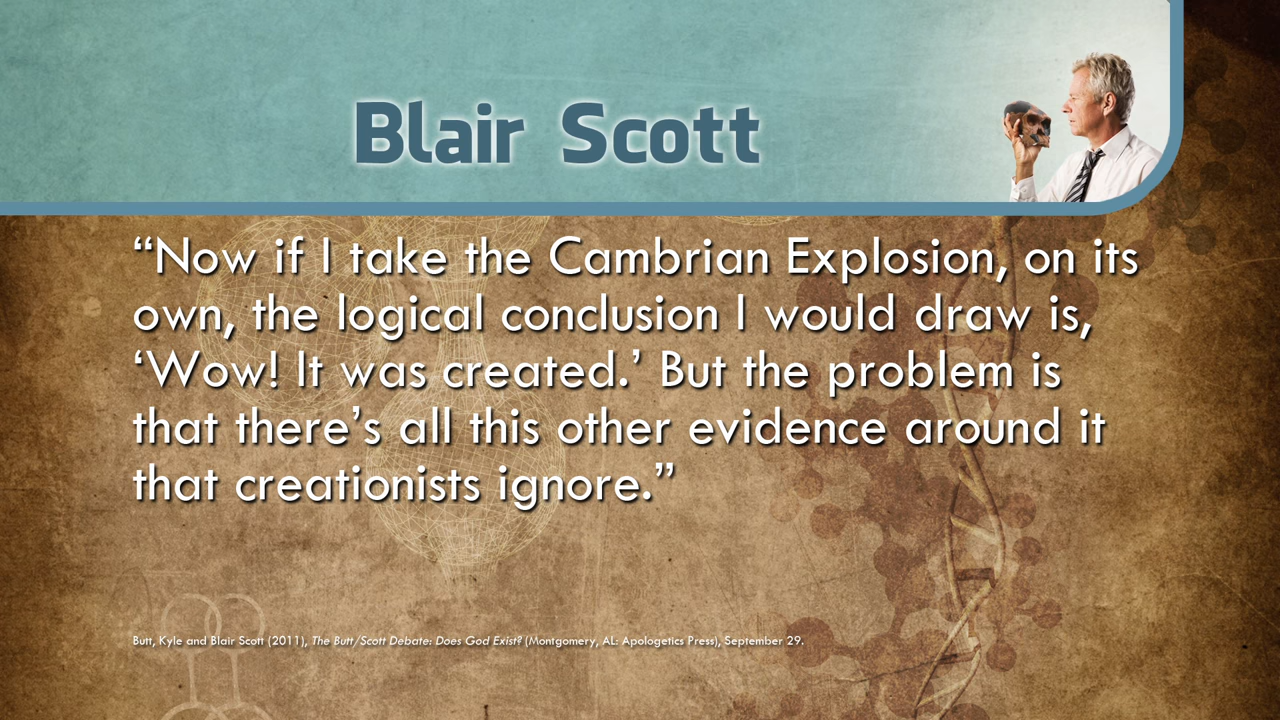 Blair Scott
“Now if I take the Cambrian Explosion, on its
own, the logical conclusion I would draw is,
‘Wow! It was created.’ But the problem is
that there’s all this other evidence around it
that creationists ignore.”
Butt, Kyle and Blair Scott (2011), The Butt/Scott Debate: Does God Exist? (Montgomery, AL: Apologetics Press), September 29.